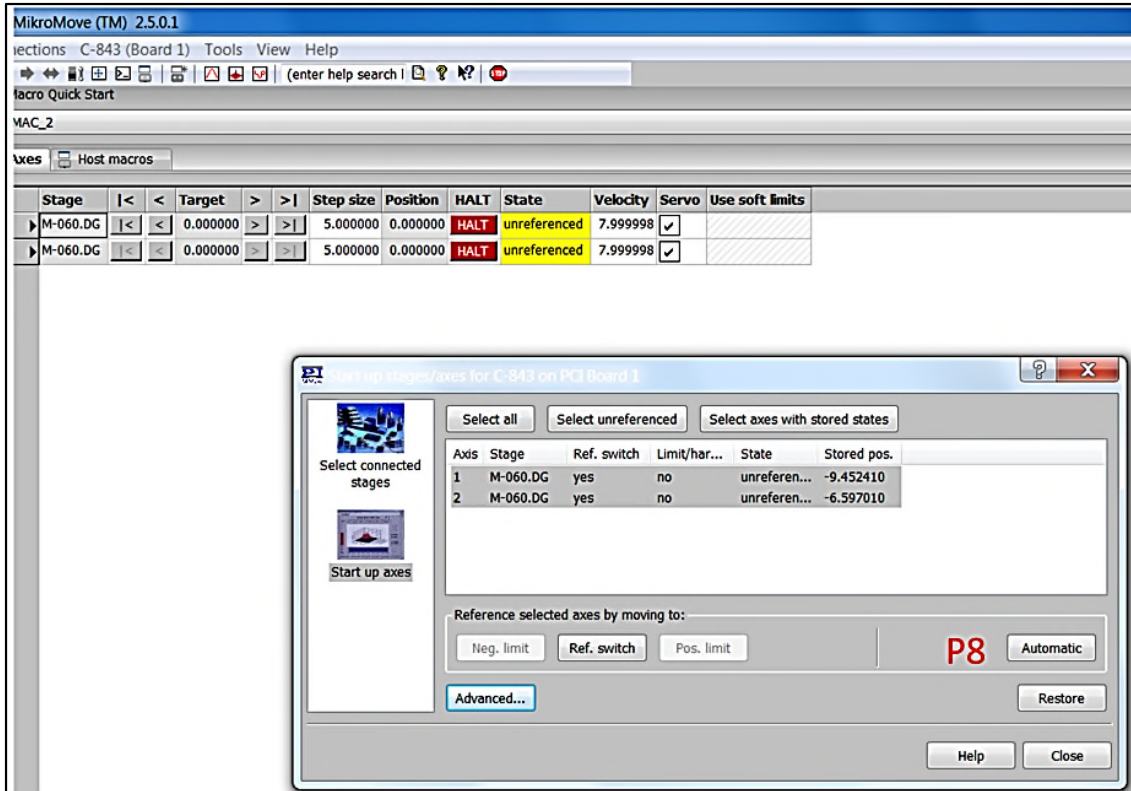 MikroMove (TM) 2.5.0.1
nections C-843 (Board 1) Tools View Help
(enter help search l STOP
Macro Quick Start
MAC_2
Axes Host macros
Stage |< < Target > >| Step size Position HALT State Velocity Servo Use soft limits
M-060.DG |< < 0.000000 > >| 5.000000 0.000000 HALT unreferenced 7.999998
M-060.DG |< < 0.000000 > >| 5.000000 0.000000 HALT unreferenced 7.999998
PI Start up stages/axes for C-843 on PCI Board 1
Select all Select unreferenced Select axes with stored states
Select connected
stages
Start up axes
Axis Stage Ref. switch Limit/har... State Stored pos.
1 M-060.DG yes no unreferen... -9.452410
2 M-060.DG yes no unreferen... -6.597010
Reference selected axes by moving to:
Neg. limit Ref. switch Pos. limit P8 Automatic
Advanced... Restore
Help Close